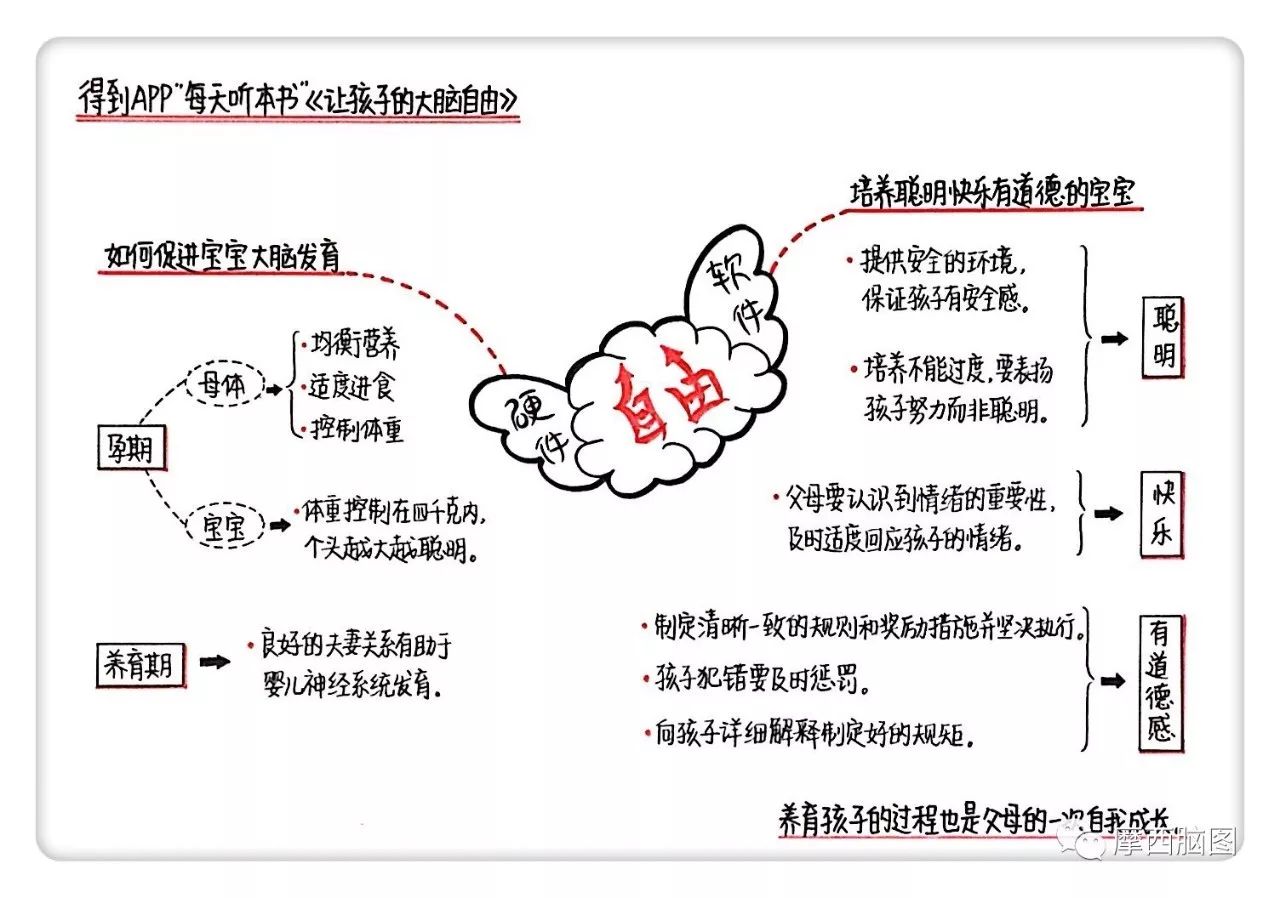 得到APP"每天听本书"《让孩子的大脑自由》
如何促进宝宝大脑发育
孕期
母体
·均衡营养
·适度进食
·控制体重
宝宝
·体重控制在四千克内,
个头越大越聪明。
养育期
·良好的夫妻关系有助于
婴儿神经系统发育。
硬件
自由
软件
培养聪明快乐有道德的宝宝
·提供安全的环境,
保证孩子有安全感。
·培养不能过度,要表扬
孩子努力而非聪明。
聪明
·父母要认识到情绪的重要性,
及时适度回应孩子的情绪。
快乐
·制定清晰一致的规则和奖励措施并坚决执行。
·孩子犯错要及时惩罚。
·向孩子详细解释制定好的规矩。
有道德感
养育孩子的过程也是父母的一次自我成长。
摩西脑图